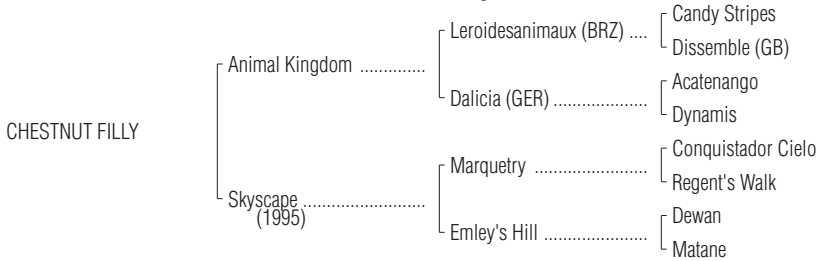 Candy Stripes
Leroidesanimaux (BRZ) ....
Dissemble (GB)
Animal Kingdom ..............
Acatenango
Dalicia (GER) ....................
Dynamis
CHESTNUT FILLY
Conquistador Cielo
Marquetry ........................
Regent's Walk
Skyscape ..........................
(1995)
Dewan
Emley's Hill ......................
Matane